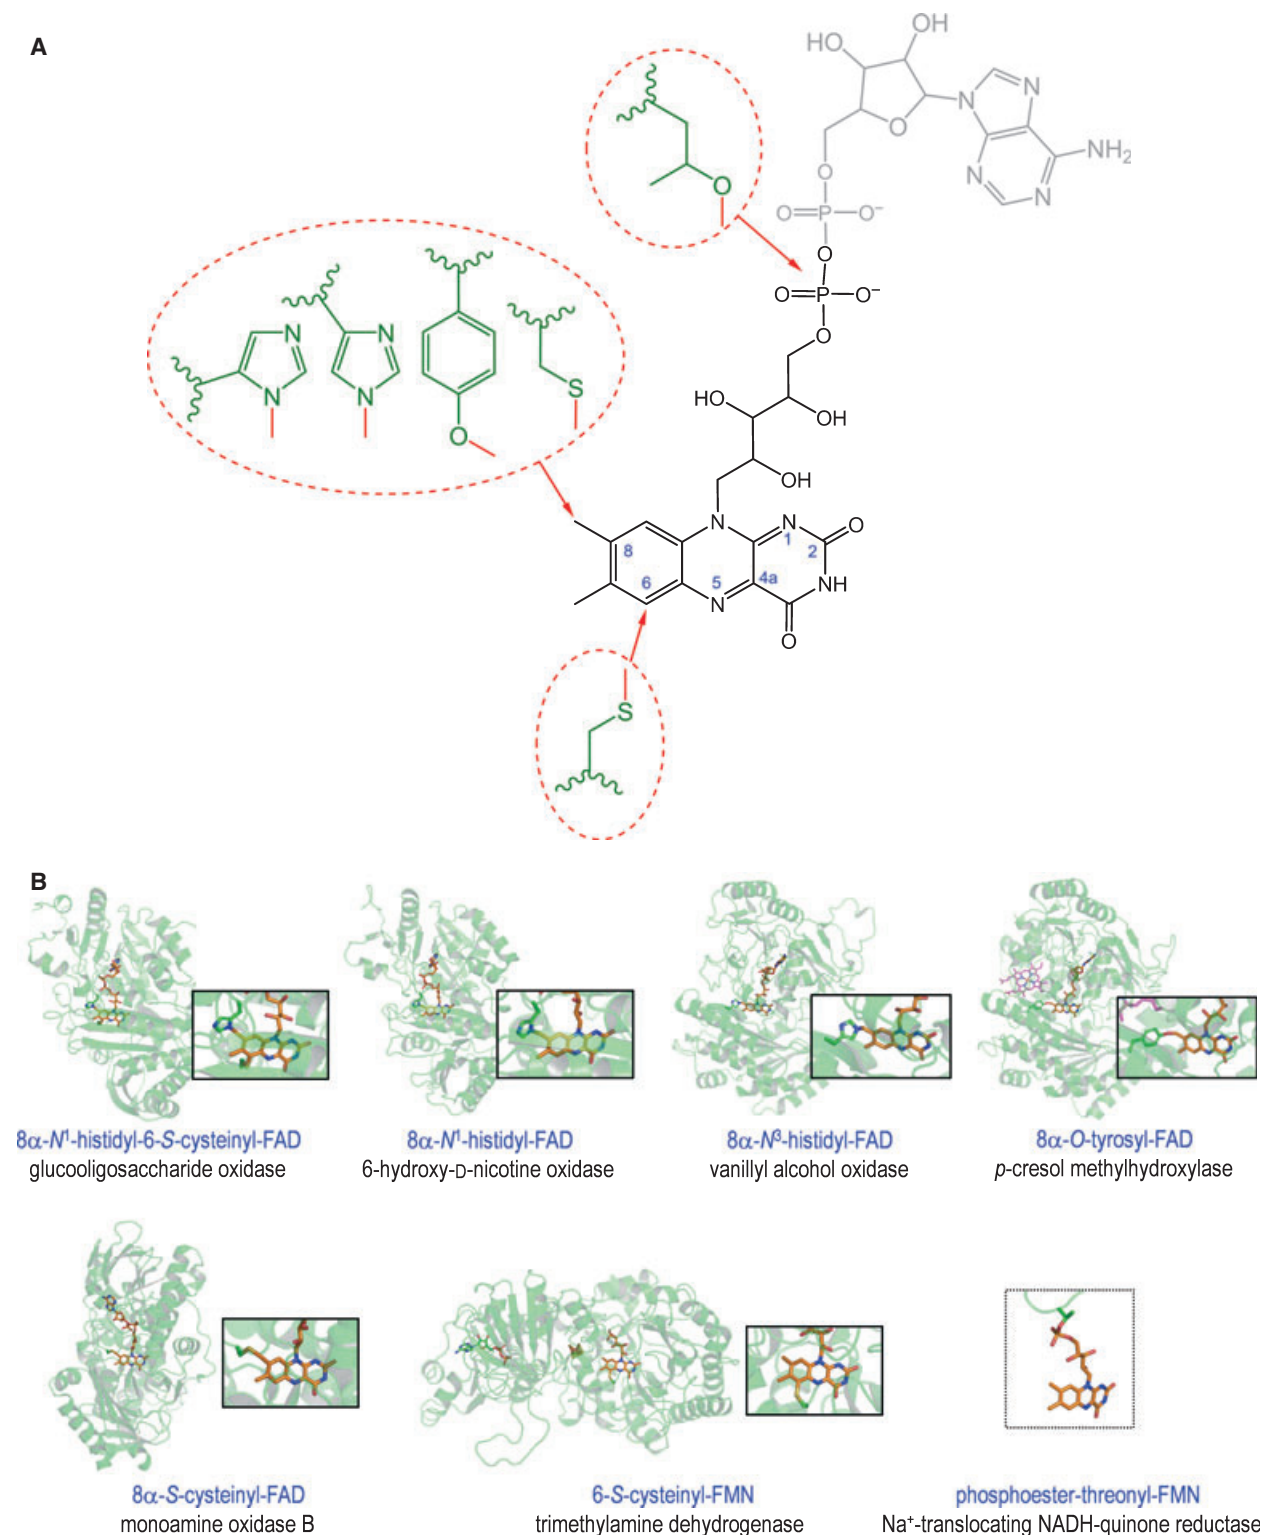 A
OH
HO
N
N
O
NH2
N
N
O
O
O=P–O−
O
O=P–O−
O
N
N
N
N
O
S
HO
OH
OH
N
N
O
1
8
2
6
5
4a
NH
N
O
S
B
8α-N1-histidyl-6-S-cysteinyl-FAD
glucooligosaccharide oxidase
8α-N1-histidyl-FAD
6-hydroxy-D-nicotine oxidase
8α-N3-histidyl-FAD
vanillyl alcohol oxidase
8α-O-tyrosyl-FAD
p-cresol methylhydroxylase
8α-S-cysteinyl-FAD
monoamine oxidase B
6-S-cysteinyl-FMN
trimethylamine dehydrogenase
phosphoester-threonyl-FMN
Na+-translocating NADH-quinone reductase